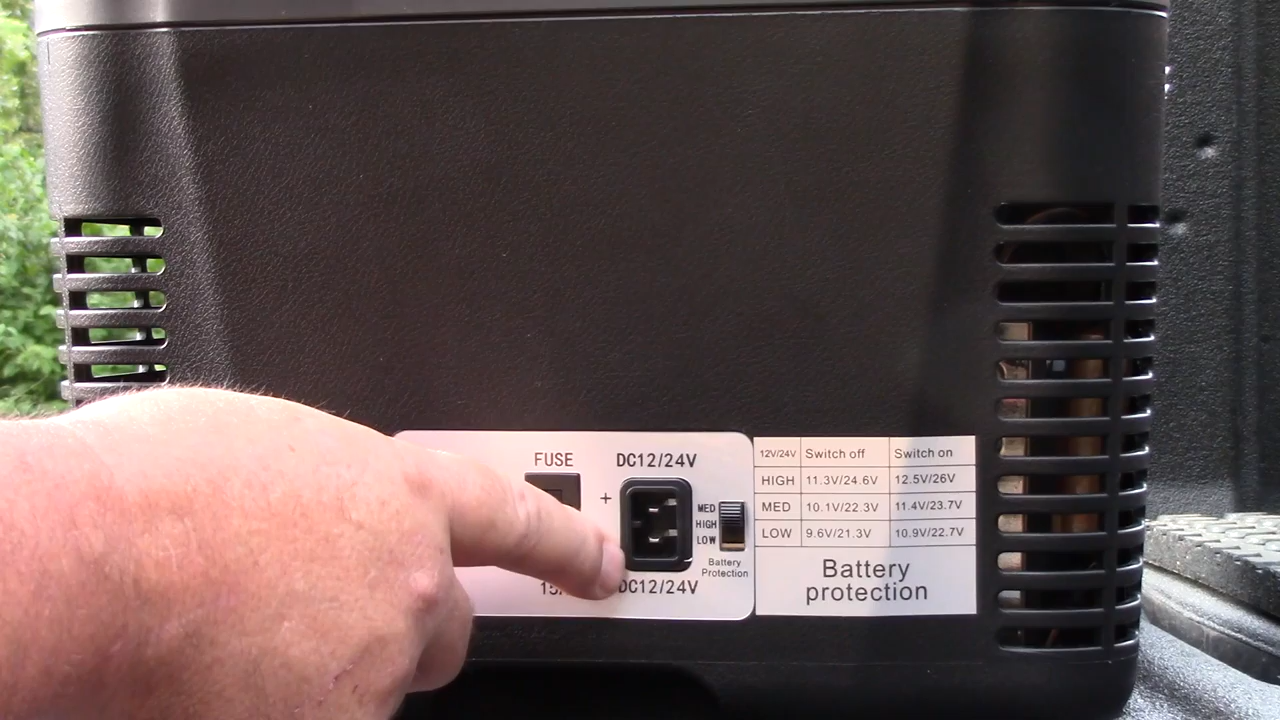 FUSE
DC12/24V
+
MED
HIGH
LOW
Battery
Protection
DC12/24V
12V/24V Switch off Switch on
HIGH 11.3V/24.6V 12.5V/26V
MED 10.1V/22.3V 11.4V/23.7V
LOW 9.6V/21.3V 10.9V/22.7V
Battery
protection